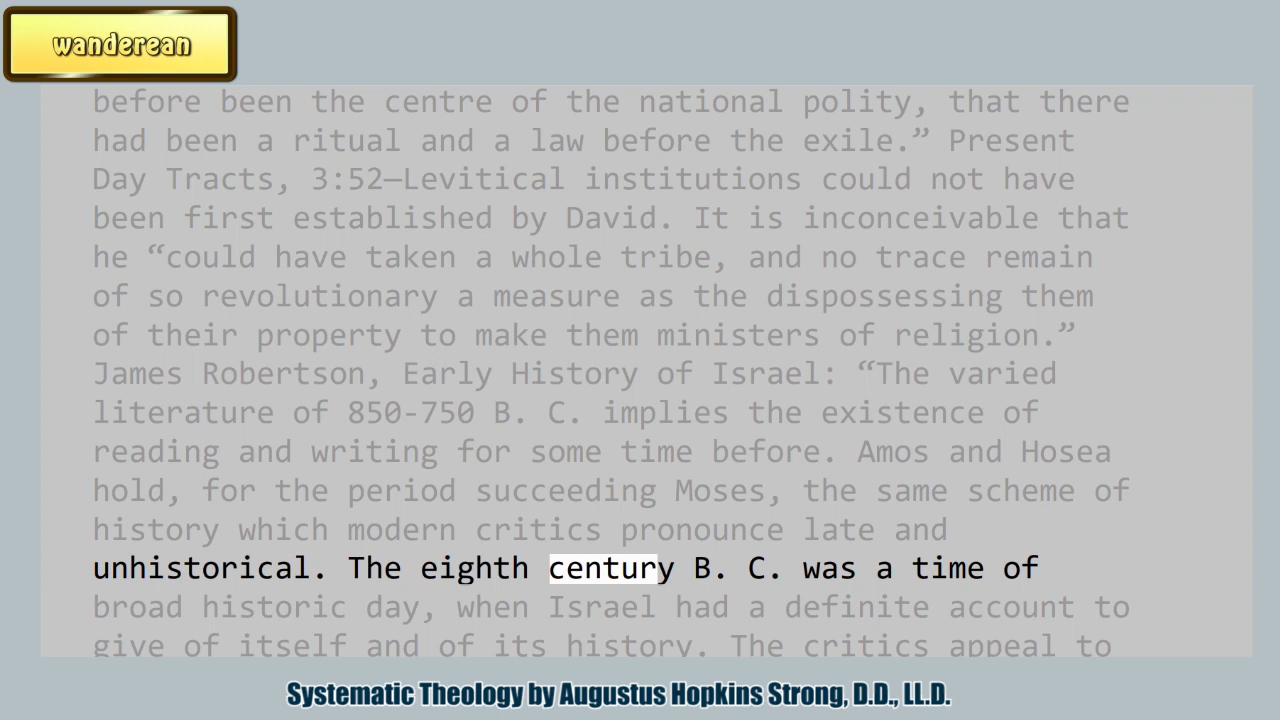 wanderean
before been the centre of the national polity, that there
had been a ritual and a law before the exile.” Present
Day Tracts, 3:52—Levitical institutions could not have
been first established by David. It is inconceivable that
he “could have taken a whole tribe, and no trace remain
of so revolutionary a measure as the dispossessing them
of their property to make them ministers of religion.”
James Robertson, Early History of Israel: “The varied
literature of 850-750 B. C. implies the existence of
reading and writing for some time before. Amos and Hosea
hold, for the period succeeding Moses, the same scheme of
history which modern critics pronounce late and
unhistorical. The eighth century B. C. was a time of
broad historic day, when Israel had a definite account to
give of itself and of its history. The critics appeal to
Systematic Theology by Augustus Hopkins Strong, D.D., LL.D.